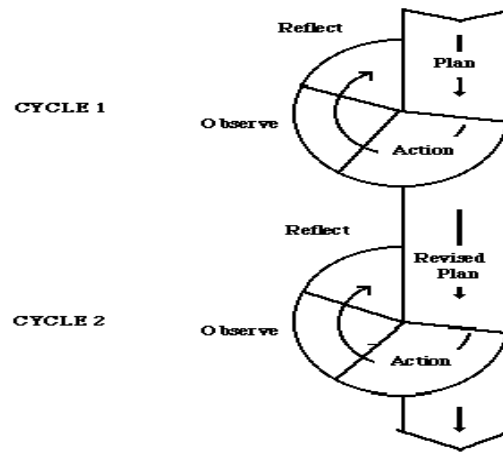 Reflect
Plan
CYCLE 1
Observe
Action
Reflect
Revised
Plan
CYCLE 2
Observe
Action